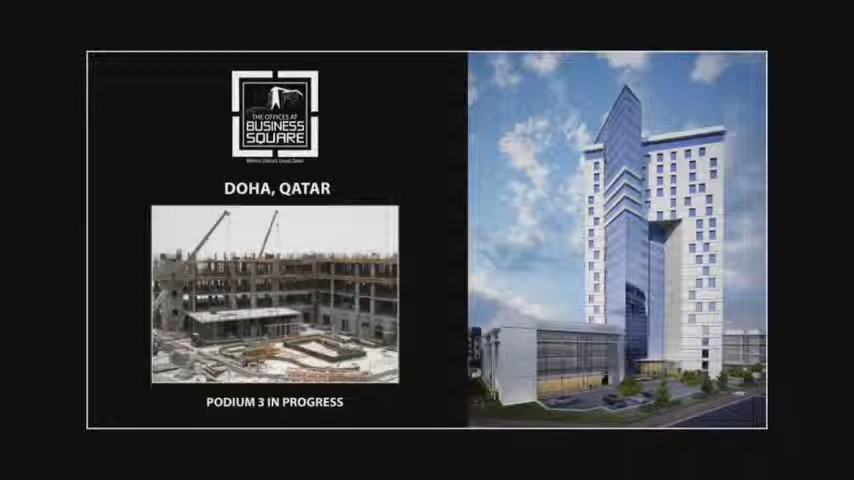 THE OFFICES AT
BUSINESS
SQUARE
DOHA, QATAR
PODIUM 3 IN PROGRESS